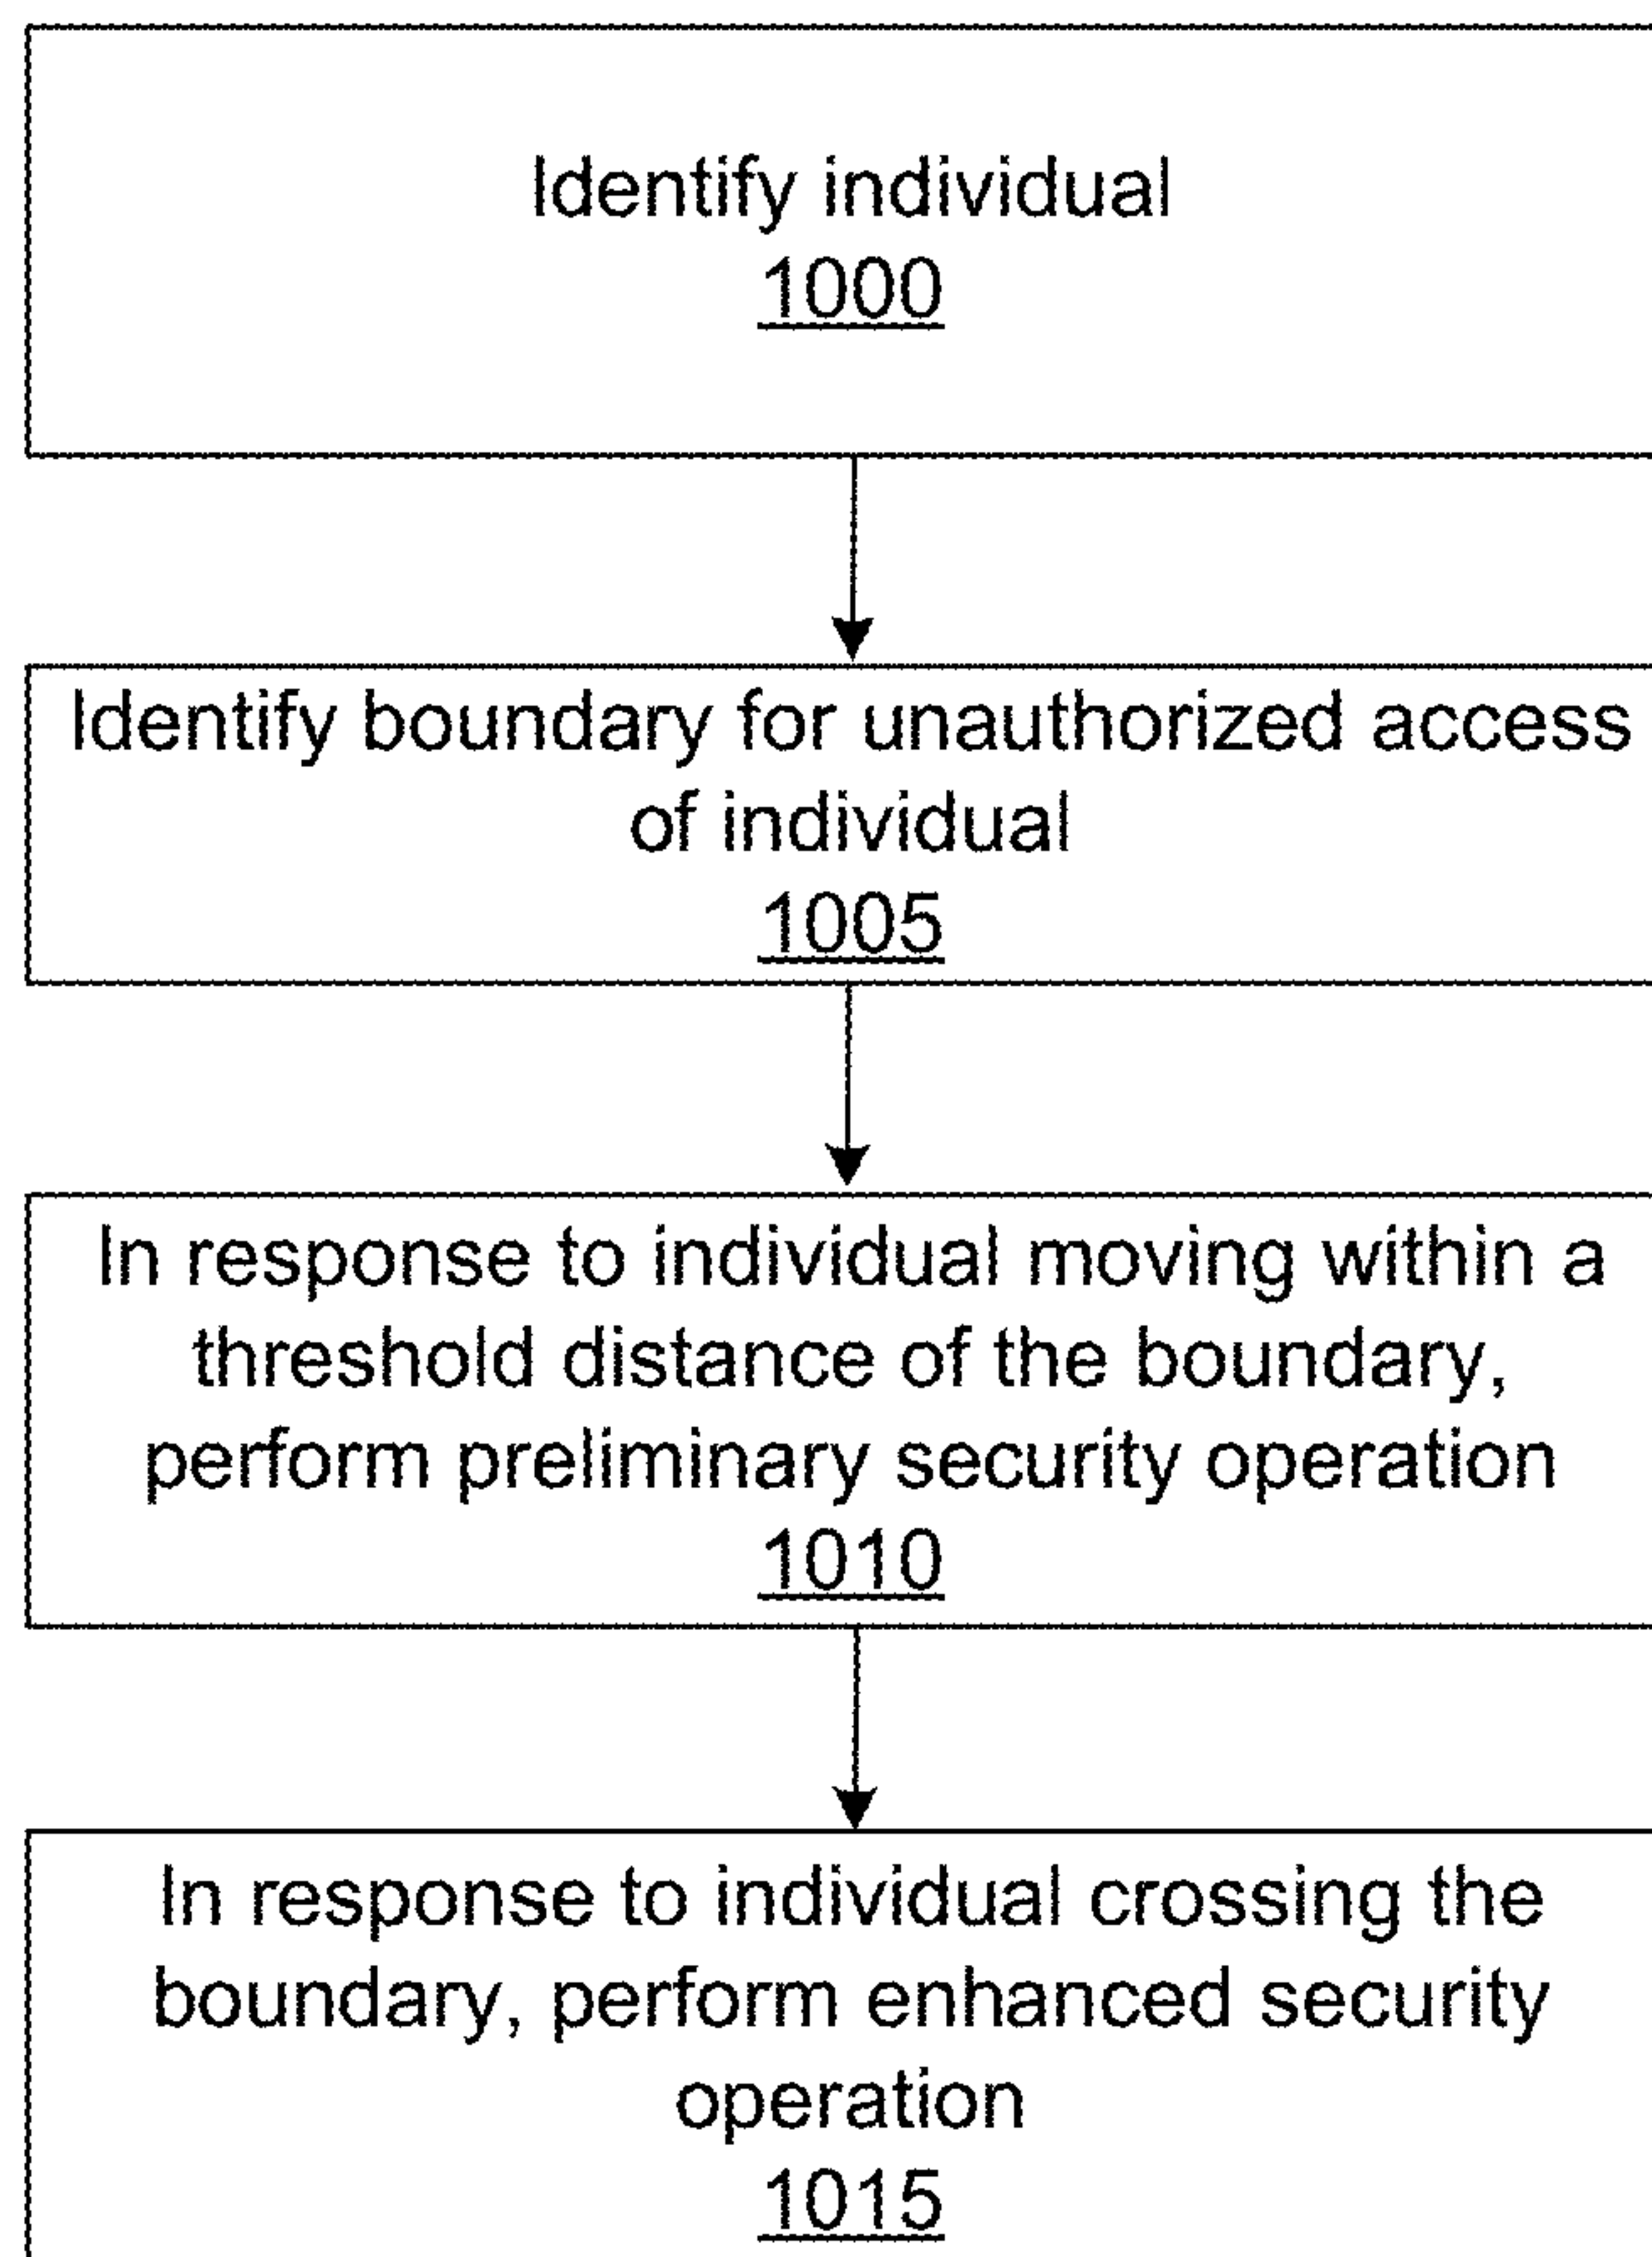 Identify individual
1000
Identify boundary for unauthorized access
of individual
1005
In response to individual moving within a
threshold distance of the boundary,
perform preliminary security operation
1010
In response to individual crossing the
boundary, perform enhanced security
operation
1015